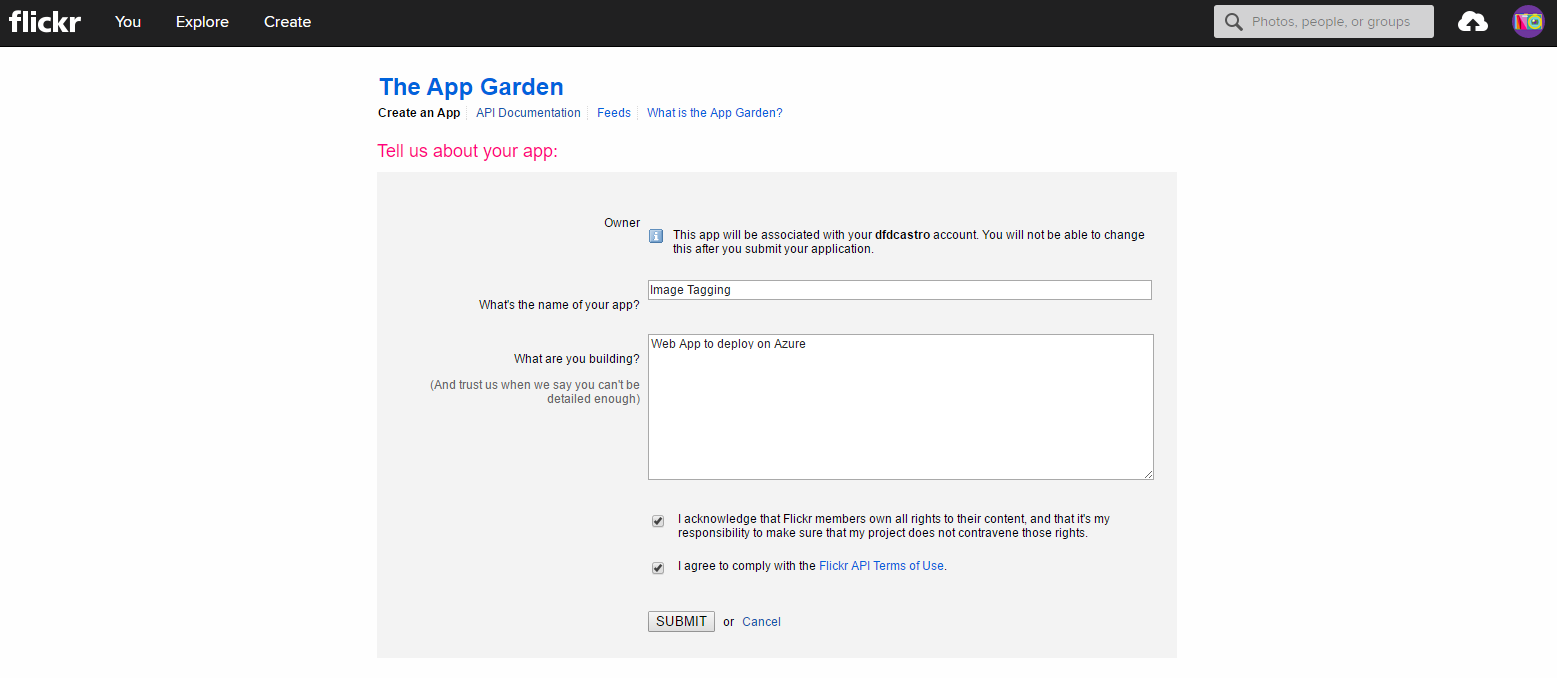 flickr You Explore Create Photos, people, or groups
The App Garden
Create an App API Documentation Feeds What is the App Garden?
Tell us about your app:
Owner
This app will be associated with your dfdcastro account. You will not be able to change
this after you submit your application.
What's the name of your app? Image Tagging
What are you building? Web App to deploy on Azure
(And trust us when we say you can't be
detailed enough)
I acknowledge that Flickr members own all rights to their content, and that it's my
responsibility to make sure that my project does not contravene those rights.
I agree to comply with the Flickr API Terms of Use.
SUBMIT or Cancel